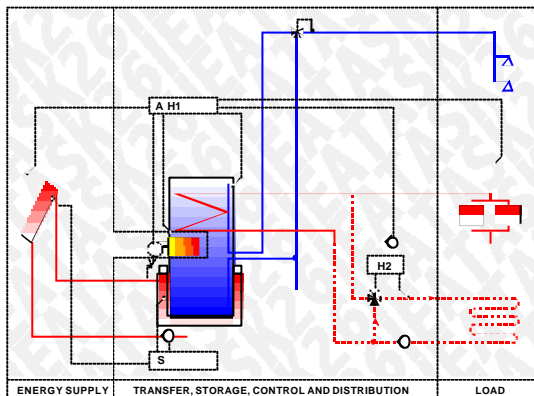 A H1
H2
S
ENERGY SUPPLY
TRANSFER, STORAGE, CONTROL AND DISTRIBUTION
LOAD